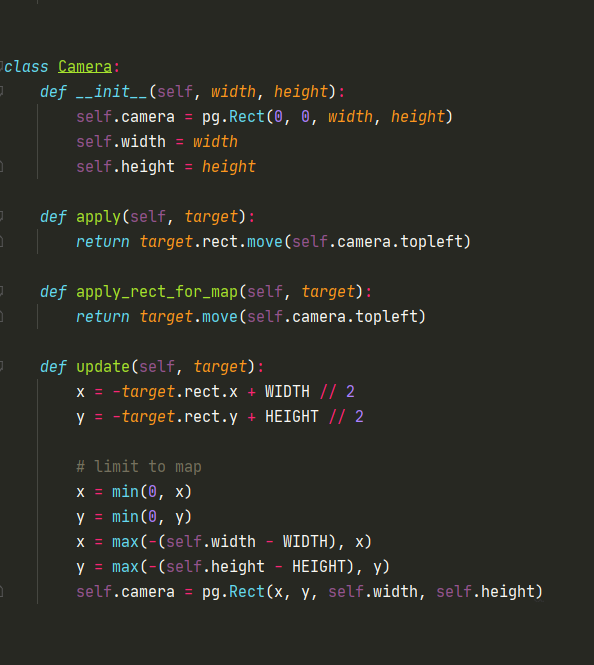 class Camera:
    def __init__(self, width, height):
        self.camera = pg.Rect(0, 0, width, height)
        self.width = width
        self.height = height
    def apply(self, target):
        return target.rect.move(self.camera.topleft)
    def apply_rect_for_map(self, target):
        return target.move(self.camera.topleft)
    def update(self, target):
        x = -target.rect.x + WIDTH // 2
        y = -target.rect.y + HEIGHT // 2
        # limit to map
        x = min(0, x)
        y = min(0, y)
        x = max(-(self.width - WIDTH), x)
        y = max(-(self.height - HEIGHT), y)
        self.camera = pg.Rect(x, y, self.width, self.height)